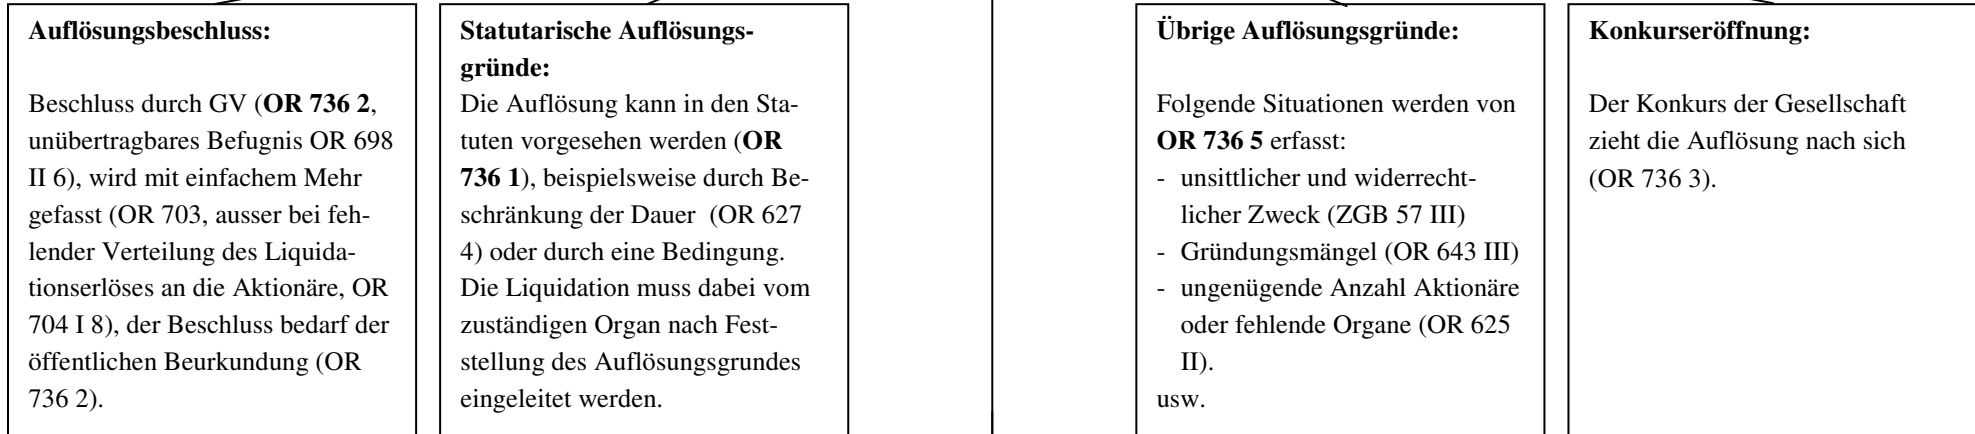 Auflösungsbeschluss:
Beschluss durch GV (OR 736 2,
unübertragbares Befugnis OR 698
II 6), wird mit einfachem Mehr
gefasst (OR 703, ausser bei feh-
lender Verteilung des Liquida-
tionserlöses an die Aktionäre, OR
704 I 8), der Beschluss bedarf der
öffentlichen Beurkundung (OR
736 2).
Statutarische Auflösungs-
gründe:
Die Auflösung kann in den Sta-
tuten vorgesehen werden (OR
736 1), beispielsweise durch Be-
schränkung der Dauer (OR 627
4) oder durch eine Bedingung.
Die Liquidation muss dabei vom
zuständigen Organ nach Fest-
stellung des Auflösungsgrundes
eingeleitet werden.
Übrige Auflösungsgründe:
Folgende Situationen werden von
OR 736 5 erfasst:
- unsittlicher und widerrecht-
licher Zweck (ZGB 57 III)
- Gründungsmängel (OR 643 III)
- ungenügende Anzahl Aktionäre
oder fehlende Organe (OR 625
II).
usw.
Konkurseröffnung:
Der Konkurs der Gesellschaft
zieht die Auflösung nach sich
(OR 736 3).